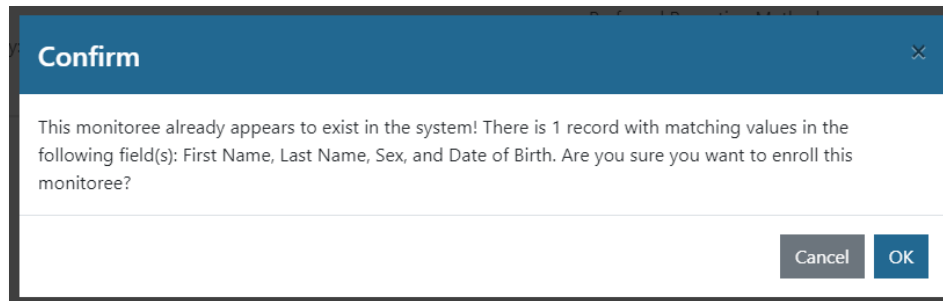 Confirm
×
This monitoree already appears to exist in the system! There is 1 record with matching values in the
following field(s): First Name, Last Name, Sex, and Date of Birth. Are you sure you want to enroll this
monitoree?
Cancel OK